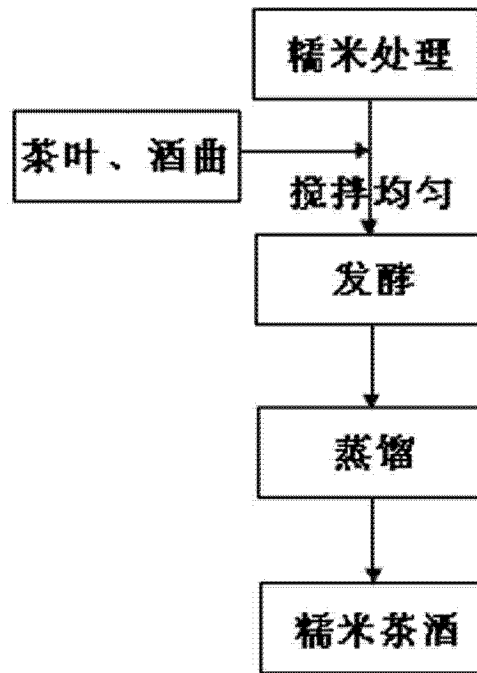 糯米处理
茶叶、酒曲
搅拌均匀
发酵
蒸馏
糯米茶酒